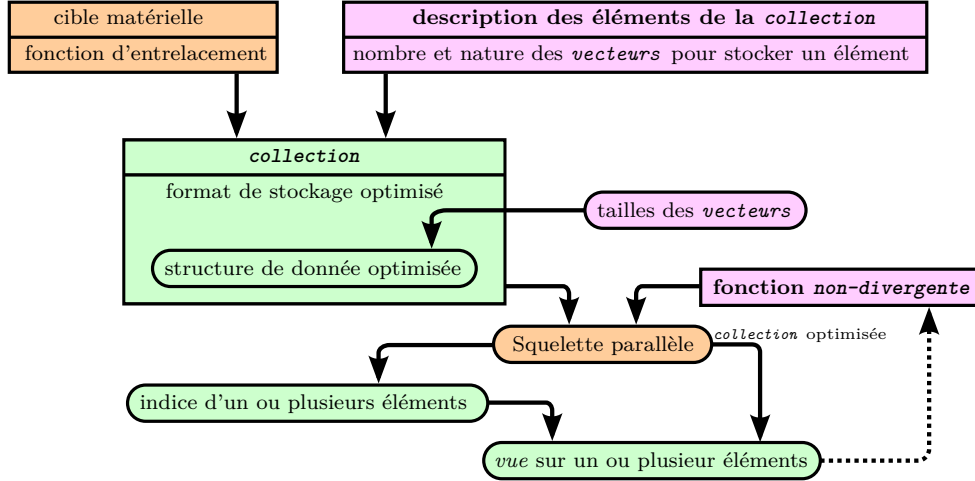 cible matérielle
fonction d'entrelacement
description des éléments de la collection
nombre et nature des vecteurs pour stocker un élément
collection
format de stockage optimisé
tailles des vecteurs
structure de donnée optimisée
fonction non-divergente
Squelette parallèle
collection optimisée
indice d'un ou plusieurs éléments
vue sur un ou plusieur éléments